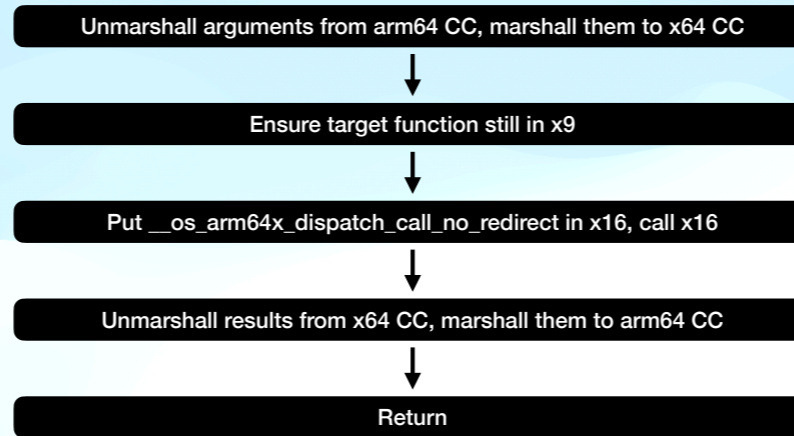 Unmarshall arguments from arm64 CC, marshall them to x64 CC
Ensure target function still in x9
Put __os_arm64x_dispatch_call_no_redirect in x16, call x16
Unmarshall results from x64 CC, marshall them to arm64 CC
Return